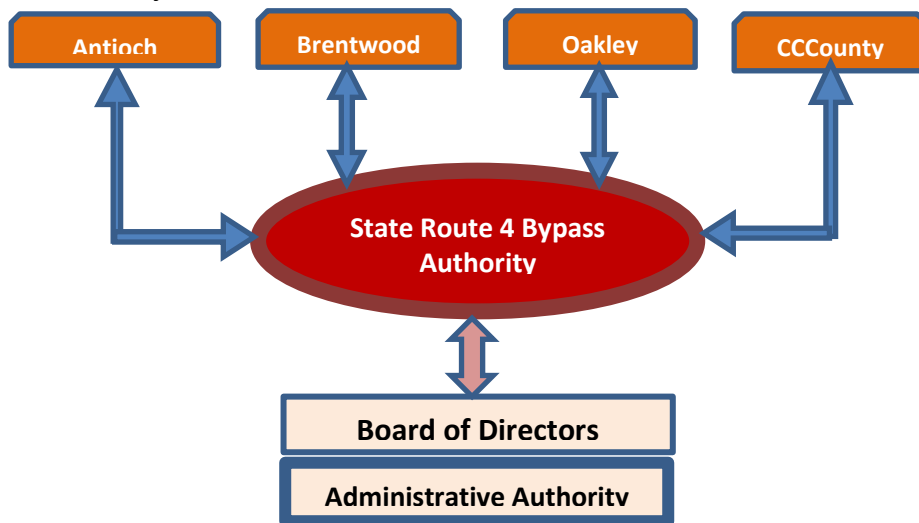 Antioch
Brentwood
Oakley
CCCounty
State Route 4 Bypass
Authority
Board of Directors
Administrative Authority